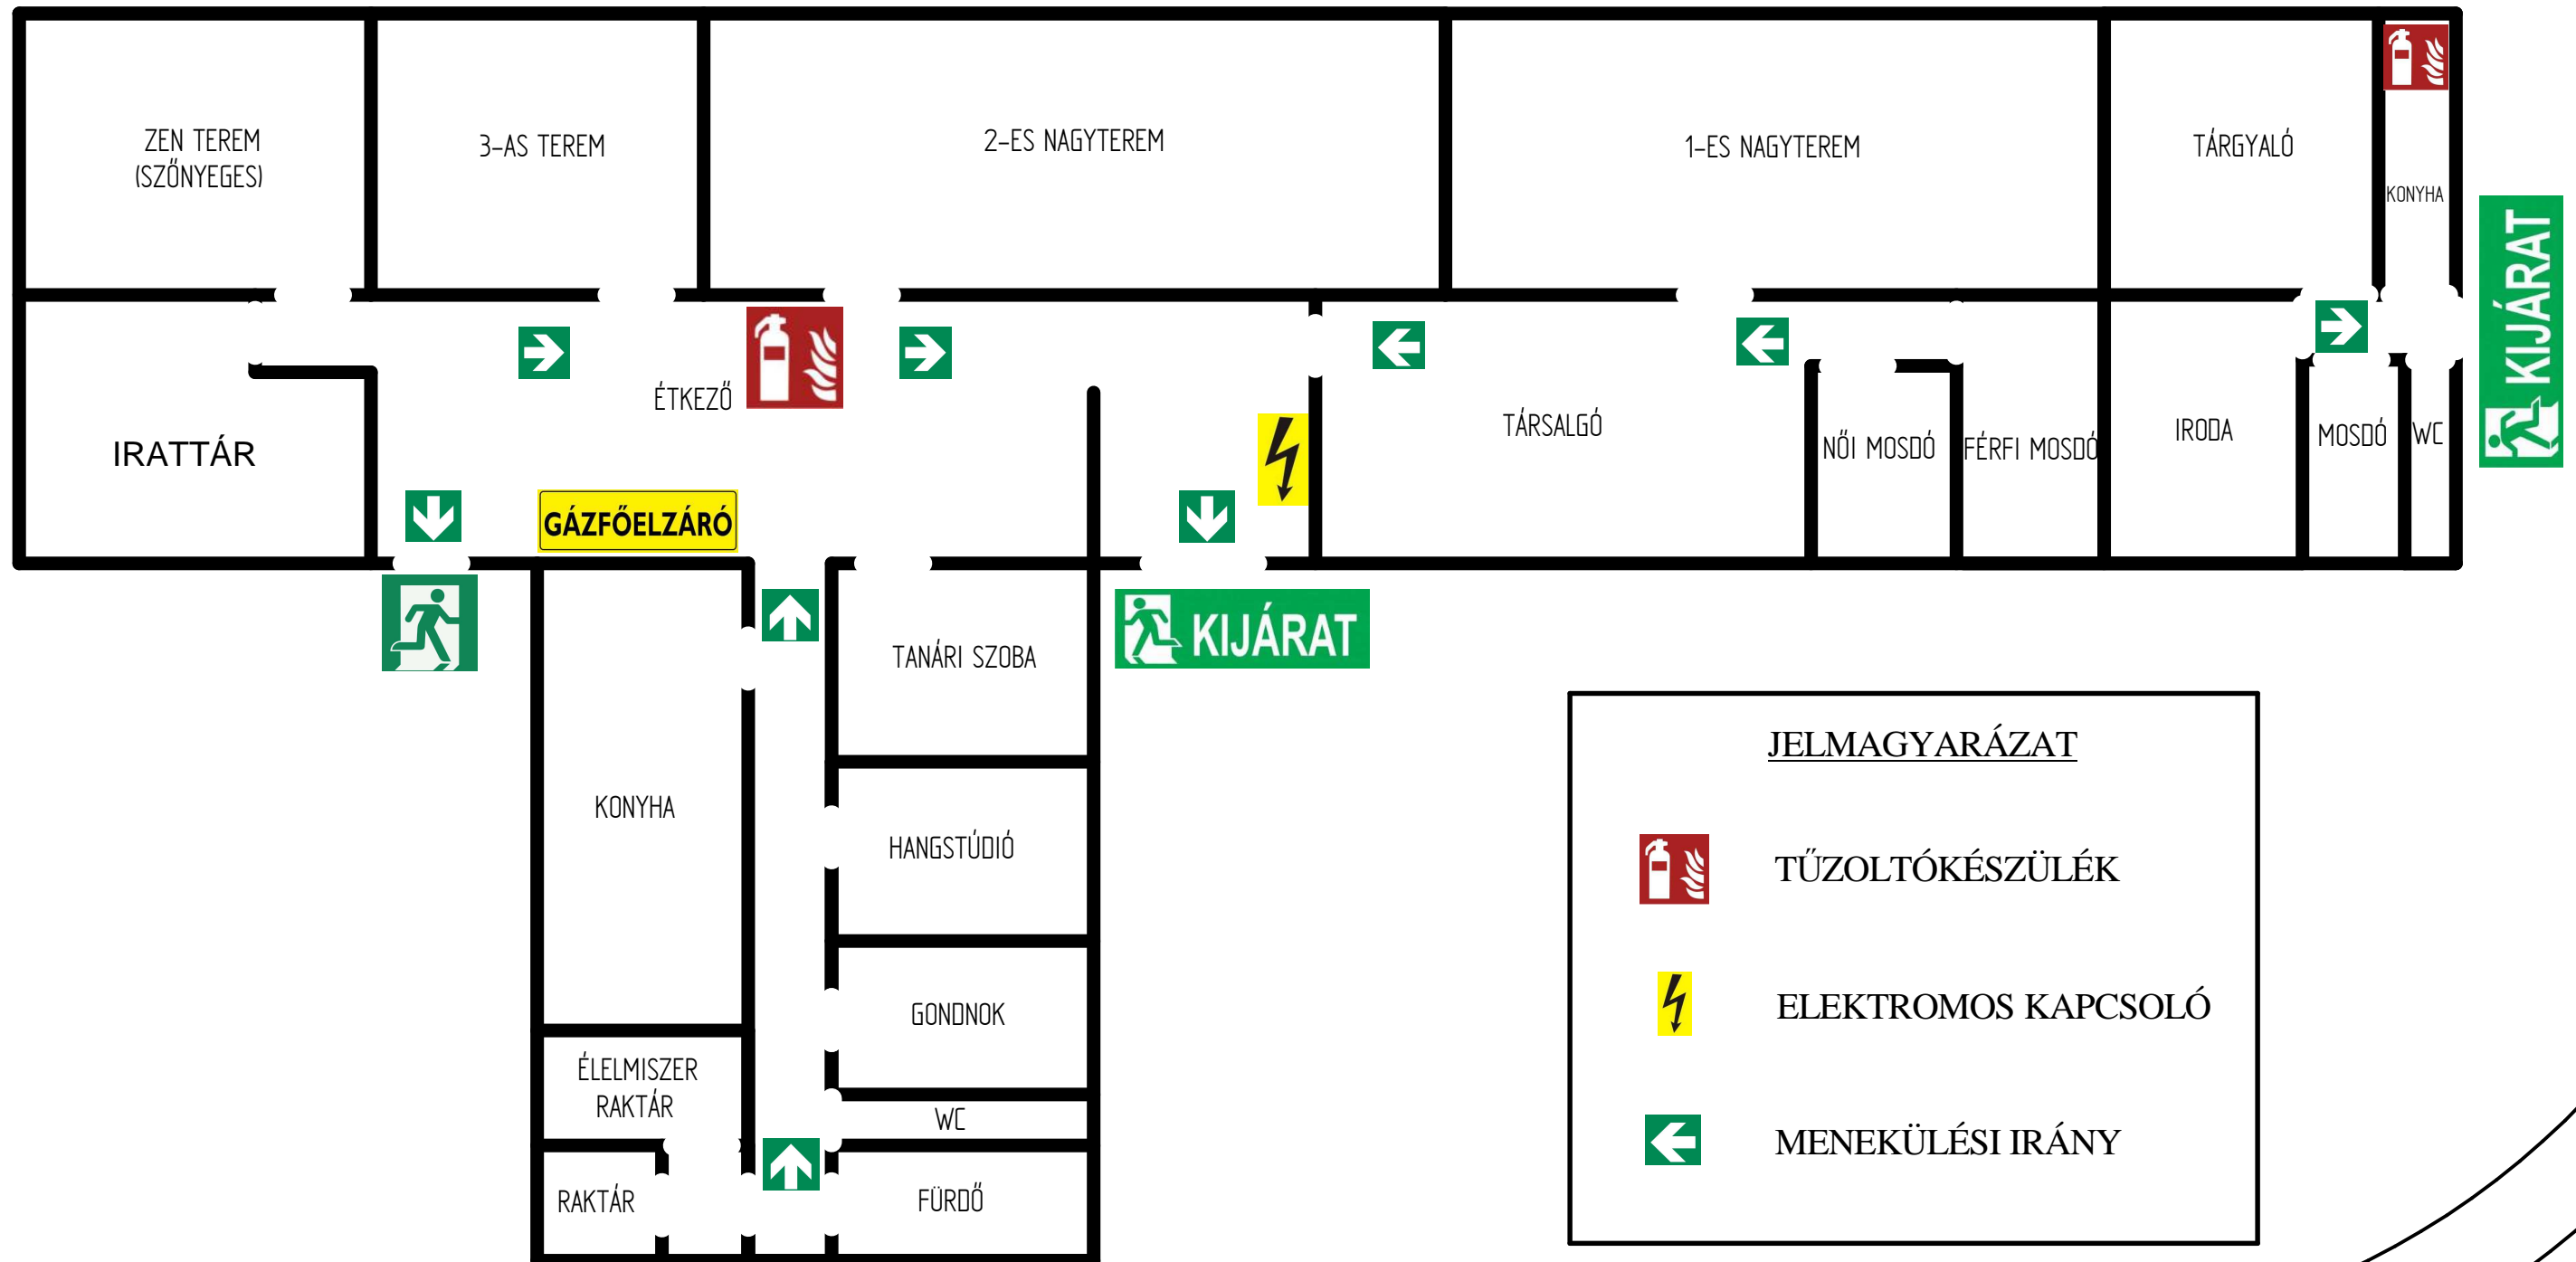 ZEN TEREM
(SZŐNYEGES)
3-AS TEREM
2-ES NAGYTEREM
1-ES NAGYTEREM
TÁRGYALÓ
KONYHA
KIJÁRAT
ÉTKEZŐ
TÁRSALGÓ
NŐI MOSDÓ
FÉRFI MOSDÓ
IRODA
MOSDÓ
WC
IRATTÁR
GÁZFŐELZÁRÓ
KIJÁRAT
TANÁRI SZOBA
KONYHA
HANGSTÚDIÓ
GONDNOK
ÉLELMISZER
RAKTÁR
WC
RAKTÁR
FÜRDŐ
JELMAGYARÁZAT
TŰZOLTÓKÉSZÜLÉK
ELEKTROMOS KAPCSOLÓ
MENEKÜLÉSI IRÁNY